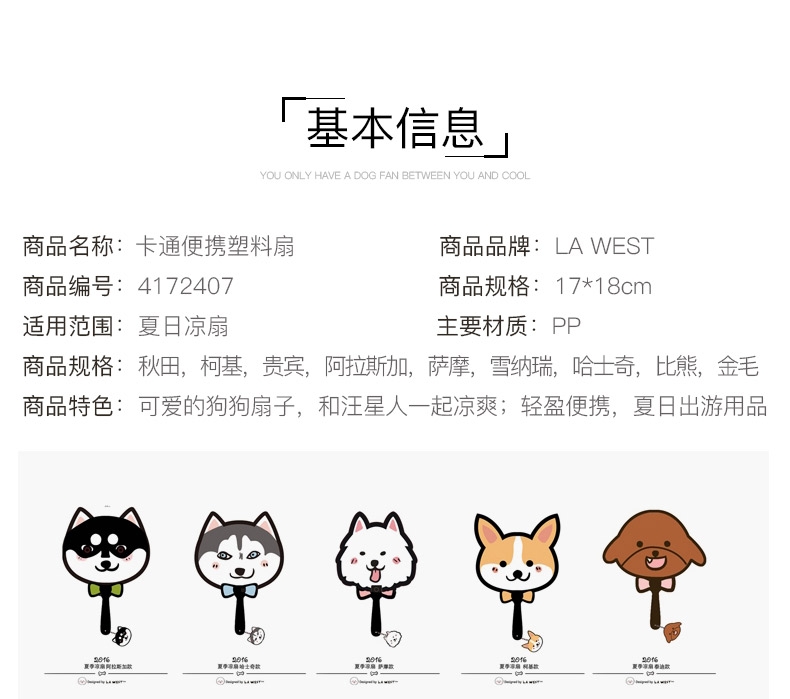 基本信息
YOU ONLY HAVE A DOG FAN BETWEEN YOU AND COOL
商品名称：卡通便携塑料扇 商品品牌：LA WEST
商品编号：4172407 商品规格：17*18cm
适用范围：夏日凉扇 主要材质：PP
商品规格：秋田，柯基，贵宾，阿拉斯加，萨摩，雪纳瑞，哈士奇，比熊，金毛
商品特色：可爱的狗狗扇子，和汪星人一起凉爽；轻盈便携，夏日出游用品
2016 2016 2016 2016 2016
夏季凉扇 阿拉斯加款 夏季凉扇 哈士奇款 夏季凉扇 萨摩款 夏季凉扇 柯基款 夏季凉扇 泰迪款
Designed by LA WEST Designed by LA WEST Designed by LA WEST Designed by LA WEST Designed by LA WEST